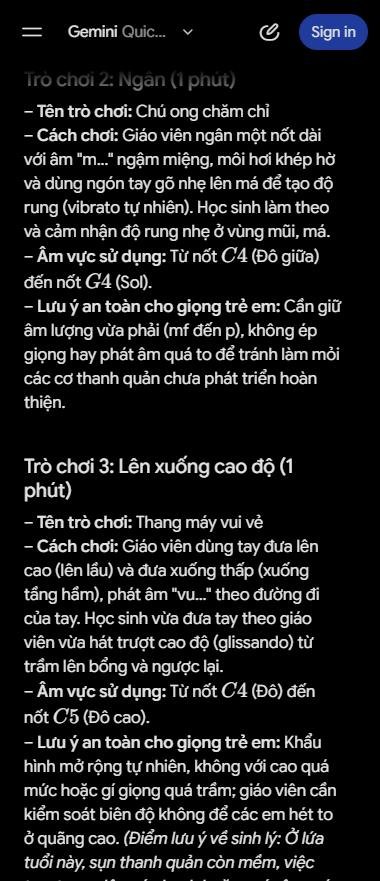 Gemini Quic...
Sign in
Trò chơi 2: Ngân (1 phút)
– Tên trò chơi: Chú ong chăm chỉ
– Cách chơi: Giáo viên ngân một nốt dài
với âm "m..." ngậm miệng, môi hơi khép hờ
và dùng ngón tay gõ nhẹ lên má để tạo độ
rung (vibrato tự nhiên). Học sinh làm theo
và cảm nhận độ rung nhẹ ở vùng mũi, má.
– Âm vực sử dụng: Từ nốt C4 (Đô giữa)
đến nốt G4 (Sol).
– Lưu ý an toàn cho giọng trẻ em: Cần giữ
âm lượng vừa phải (mf đến p), không ép
giọng hay phát âm quá to để tránh làm mỏi
các cơ thanh quản chưa phát triển hoàn
thiện.
Trò chơi 3: Lên xuống cao độ (1
phút)
– Tên trò chơi: Thang máy vui vẻ
– Cách chơi: Giáo viên dùng tay đưa lên
cao (lên lầu) và đưa xuống thấp (xuống
tầng hầm), phát âm "vu..." theo đường đi
của tay. Học sinh vừa đưa tay theo giáo
viên vừa hát trượt cao độ (glissando) từ
trầm lên bổng và ngược lại.
– Âm vực sử dụng: Từ nốt C4 (Đô) đến
nốt C5 (Đô cao).
– Lưu ý an toàn cho giọng trẻ em: Khẩu
hình mở rộng tự nhiên, không với cao quá
mức hoặc gí giọng quá trầm; giáo viên cần
kiểm soát biên độ không để các em hét to
ở quãng cao. (Điểm lưu ý về sinh lý: Ở lứa
tuổi này, sụn thanh quản còn mềm, việc